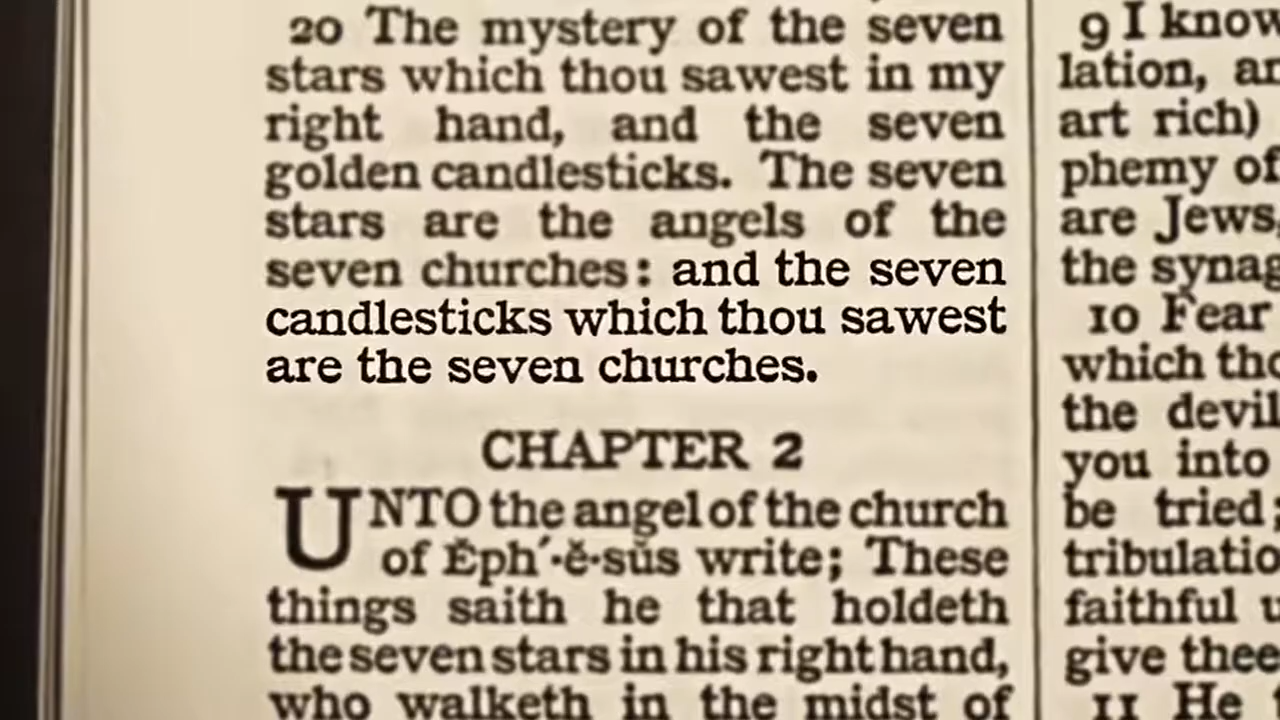 20 The mystery of the seven
stars which thou sawest in my
right hand, and the seven
golden candlesticks. The seven
stars are the angels of the
seven churches: and the seven
candlesticks which thou sawest
are the seven churches.
CHAPTER 2
UNTO the angel of the church
of Ĕph´·ĕ·sŭs write; These
things saith he that holdeth
the seven stars in his right hand,
who walketh in the midst of
9 I know
lation,
art rich)
phemy of
are Jews,
the
10 Fear
which
the devil
you into
be tried;
faithful
give thee
11 He